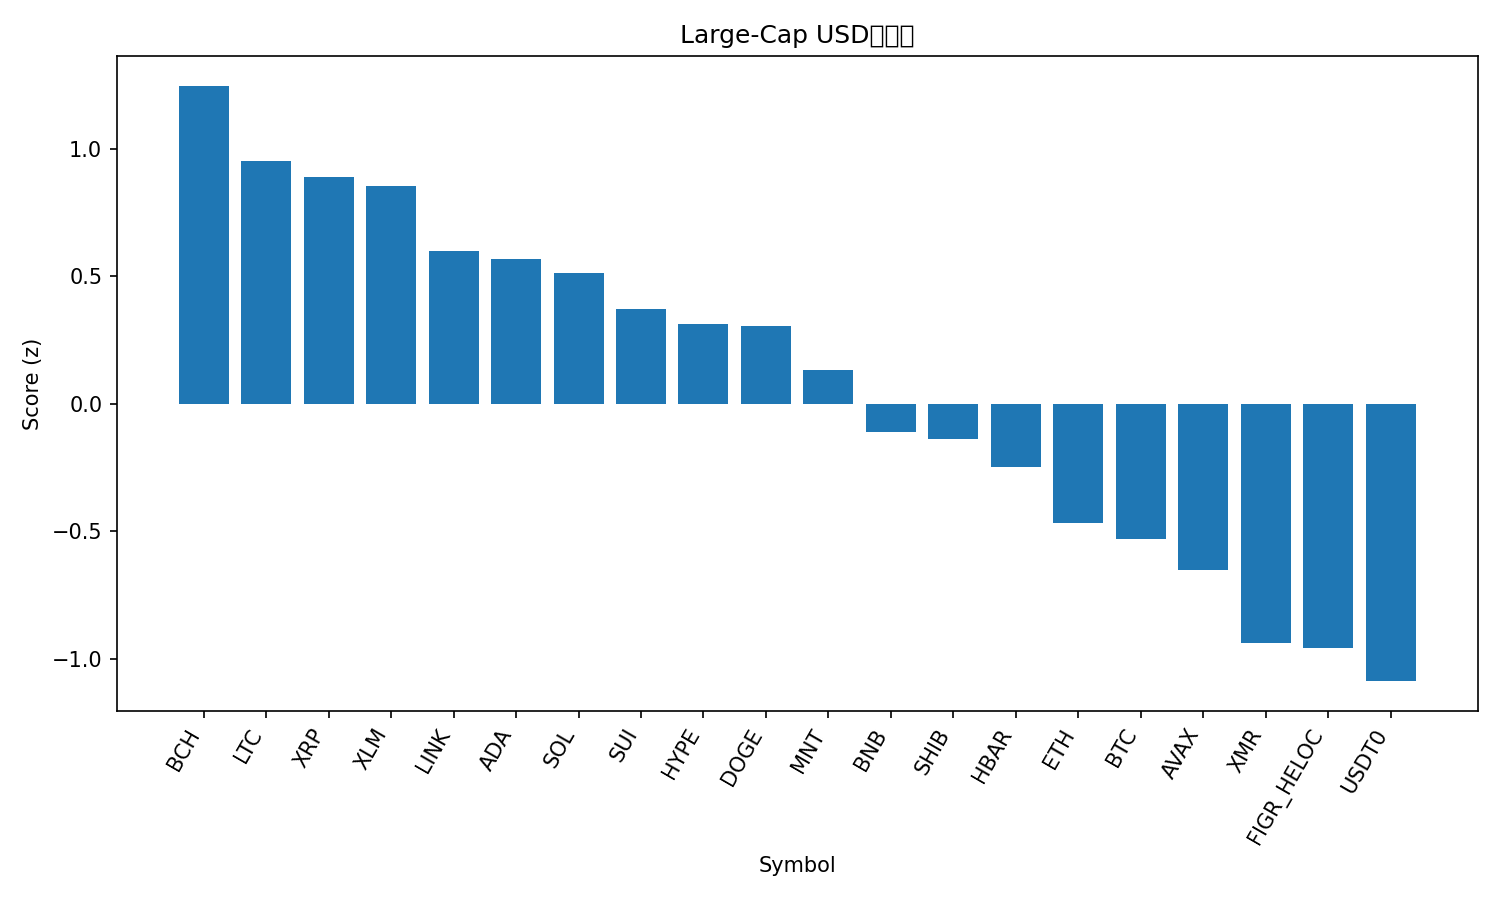 Large-Cap USD
Score (z)
1.0
0.5
0.0
−0.5
−1.0
BCH
LTC
XRP
XLM
LINK
ADA
SOL
SUI
HYPE
DOGE
MNT
BNB
SHIB
HBAR
ETH
BTC
AVAX
XMR
FIGR_HELOC
USDT0
Symbol